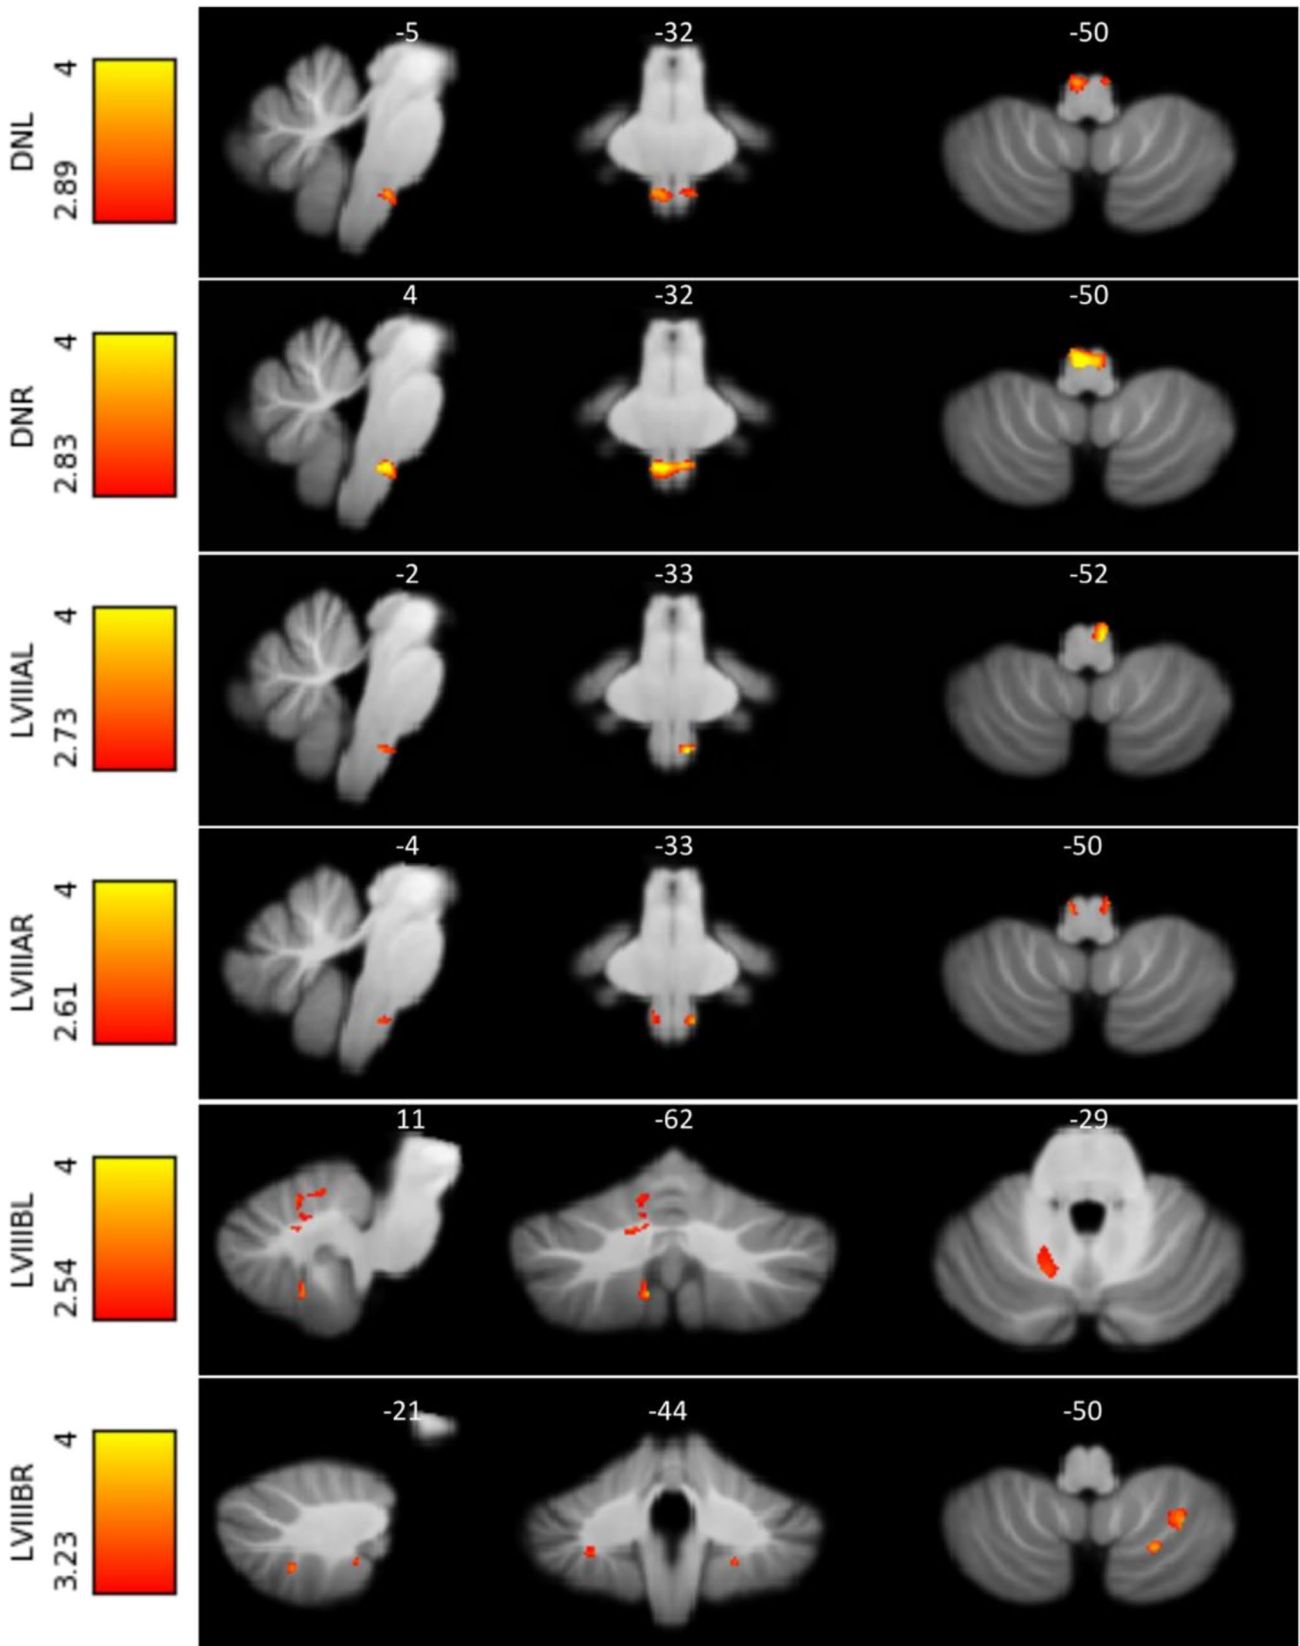 DNL 2.89 4 -5 -32 -50
DNR 2.83 4 4 -32 -50
LVIIIAL 2.73 4 -2 -33 -52
LVIIIAR 2.61 4 -4 -33 -50
LVIIIBL 2.54 4 11 -62 -29
LVIIIBR 3.23 4 -21 -44 -50